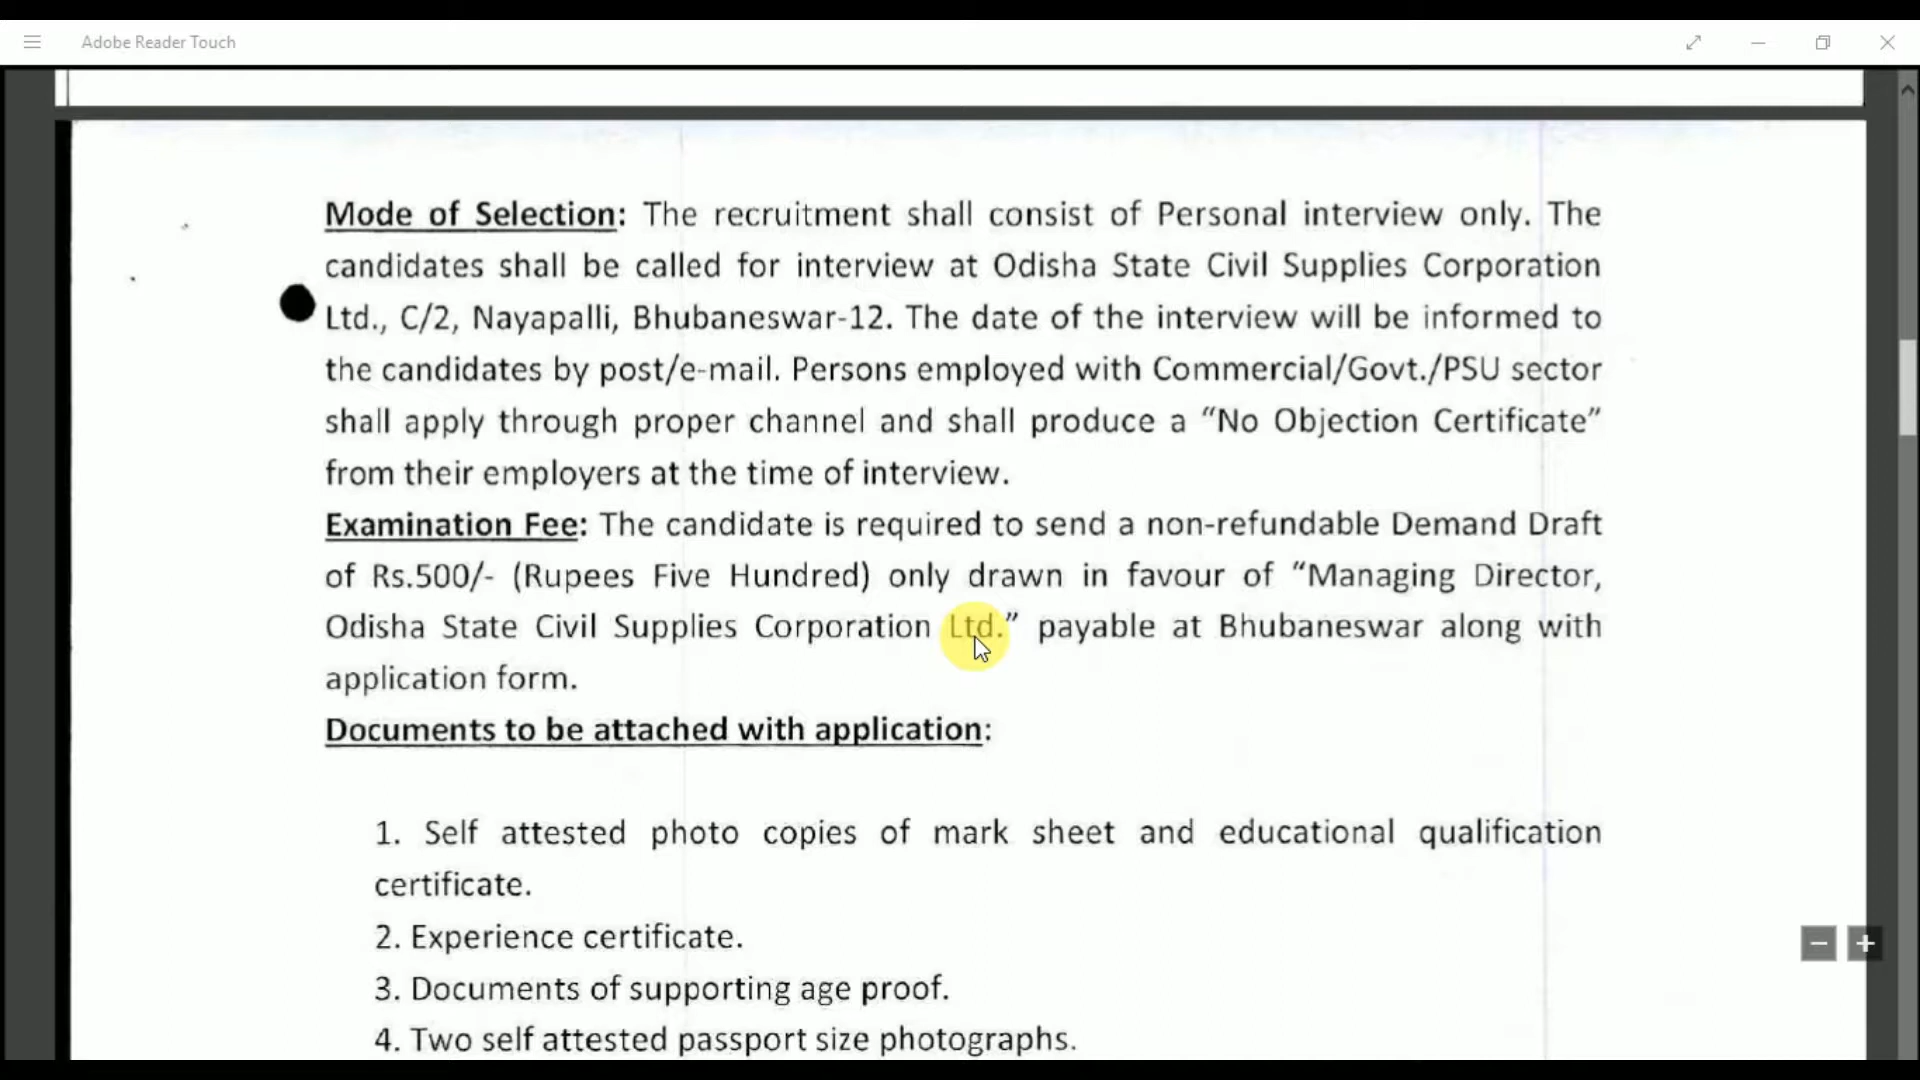 Adobe Reader Touch
Mode of Selection: The recruitment shall consist of Personal interview only. The
candidates shall be called for interview at Odisha State Civil Supplies Corporation
Ltd., C/2, Nayapalli, Bhubaneswar-12. The date of the interview will be informed to
the candidates by post/e-mail. Persons employed with Commercial/Govt./PSU sector
shall apply through proper channel and shall produce a “No Objection Certificate”
from their employers at the time of interview.
Examination Fee: The candidate is required to send a non-refundable Demand Draft
of Rs.500/- (Rupees Five Hundred) only drawn in favour of “Managing Director,
Odisha State Civil Supplies Corporation Ltd.” payable at Bhubaneswar along with
application form.
Documents to be attached with application:
1. Self attested photo copies of mark sheet and educational qualification
certificate.
2. Experience certificate.
3. Documents of supporting age proof.
4. Two self attested passport size photographs.